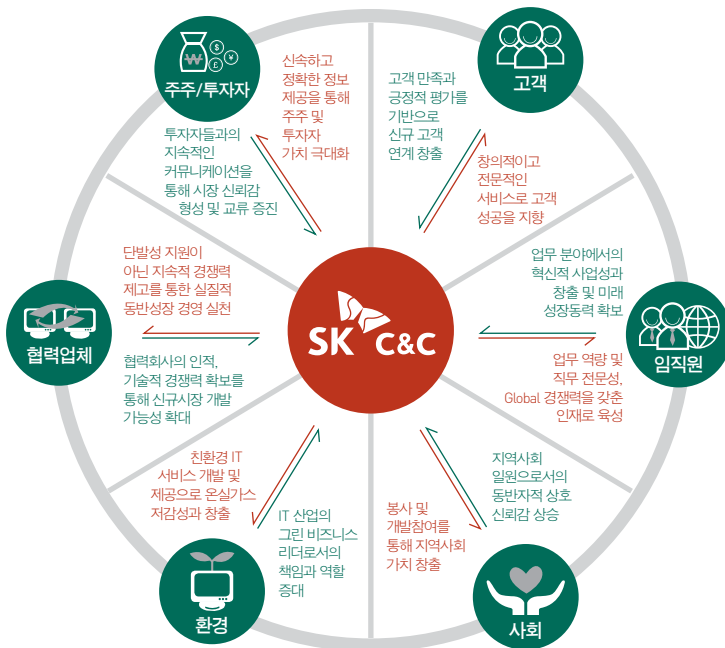 주주/투자자
신속하고
정확한 정보
제공을 통해
주주 및
투자자
가치 극대화
투자자들과의
지속적인
커뮤니케이션을
통해 시장 신뢰감
형성 및 교류 증진
고객
고객 만족과
긍정적 평가를
기반으로
신규 고객
연계 창출
창의적이고
전문적인
서비스로 고객
성공을 지향
단발성 지원이
아닌 지속적 경쟁력
제고를 통한 실질적
동반성장 경영 실천
협력업체
협력회사의 인적,
기술적 경쟁력 확보를
통해 신규시장 개발
가능성 확대
SK C&C
업무 분야에서의
혁신적 사업성과
창출 및 미래
성장동력 확보
임직원
업무 역량 및
직무 전문성,
Global 경쟁력을 갖춘
인재로 육성
친환경 IT
서비스 개발 및
제공으로 온실가스
저감성과 창출
IT 산업의
그린 비즈니스
리더로서의
책임과 역할
증대
환경
봉사 및
개발참여를
통해 지역사회
가치 창출
지역사회
일원으로서의
동반자적 상호
신뢰감 상승
사회